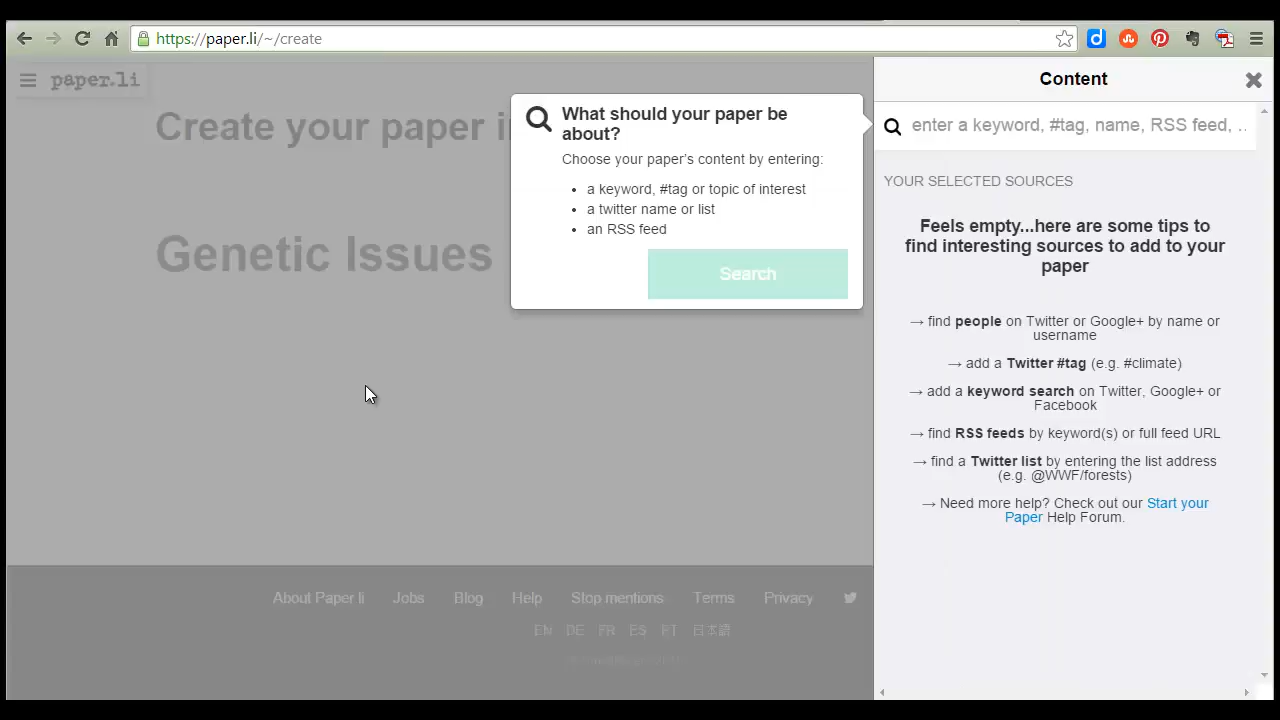 https://paper.li/~/create
paper.li
Create your paper i
Genetic Issues
What should your paper be
about?
Choose your paper's content by entering:
• a keyword, #tag or topic of interest
• a twitter name or list
• an RSS feed
Search
Content
enter a keyword, #tag, name, RSS feed, ..
YOUR SELECTED SOURCES
Feels empty...here are some tips to
find interesting sources to add to your
paper
→ find people on Twitter or Google+ by name or
username
→ add a Twitter #tag (e.g. #climate)
→ add a keyword search on Twitter, Google+ or
Facebook
→ find RSS feeds by keyword(s) or full feed URL
→ find a Twitter list by entering the list address
(e.g. @WWF/forests)
→ Need more help? Check out our Start your
Paper Help Forum.
About Paper li Jobs Blog Help Stop mentions Terms Privacy
EN DE FR ES PT 日本語